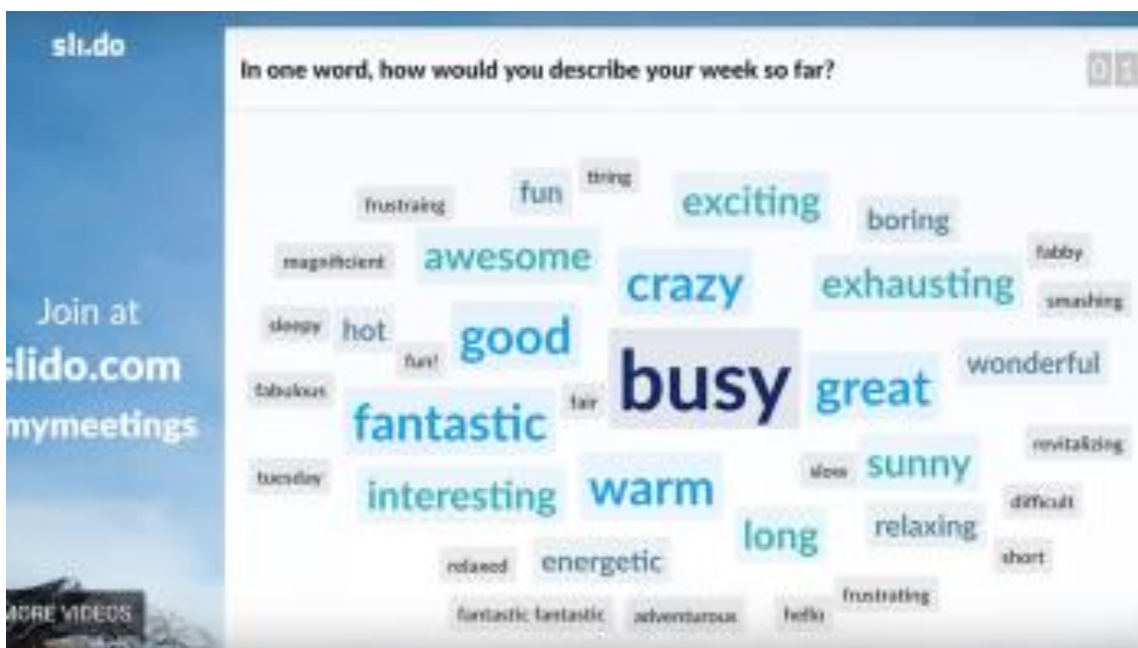 sli.do
In one word, how would you describe your week so far?
tiring
fun
exciting
frustraing
boring
awesome
fabby
magnificient
crazy
exhausting
smashing
sleepy
hot
good
fun!
busy
wonderful
great
fabulous
fair
fantastic
revitalizing
sunny
slow
tuesday
interesting
warm
difficult
relaxing
long
short
energetic
relaxed
frustrating
fantastic fantastic
adventurous
hello
Join at
slido.com
mymeetings
MORE VIDEOS